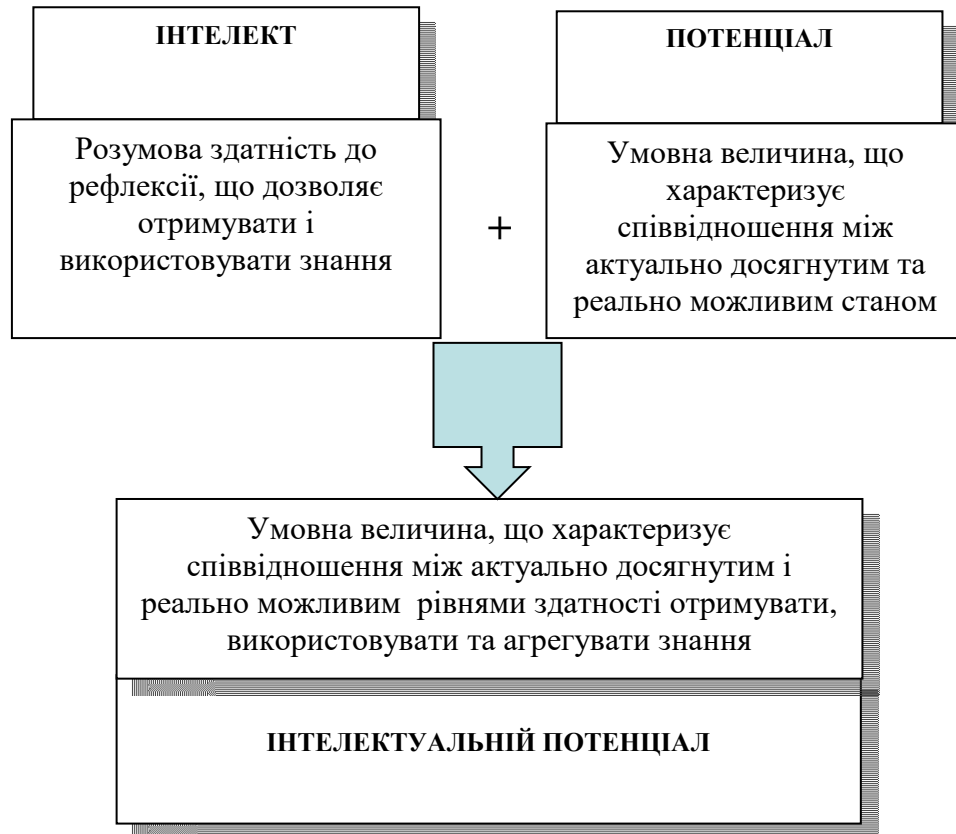 ІНТЕЛЕКТ
Розумова здатність до
рефлексії, що дозволяє
отримувати і
використовувати знання
+
ПОТЕНЦІАЛ
Умовна величина, що
характеризує
співвідношення між
актуально досягнутим та
реально можливим станом
Умовна величина, що характеризує
співвідношення між актуально досягнутим і
реально можливим рівнями здатності отримувати,
використовувати та агрегувати знання
ІНТЕЛЕКТУАЛЬНІЙ ПОТЕНЦІАЛ